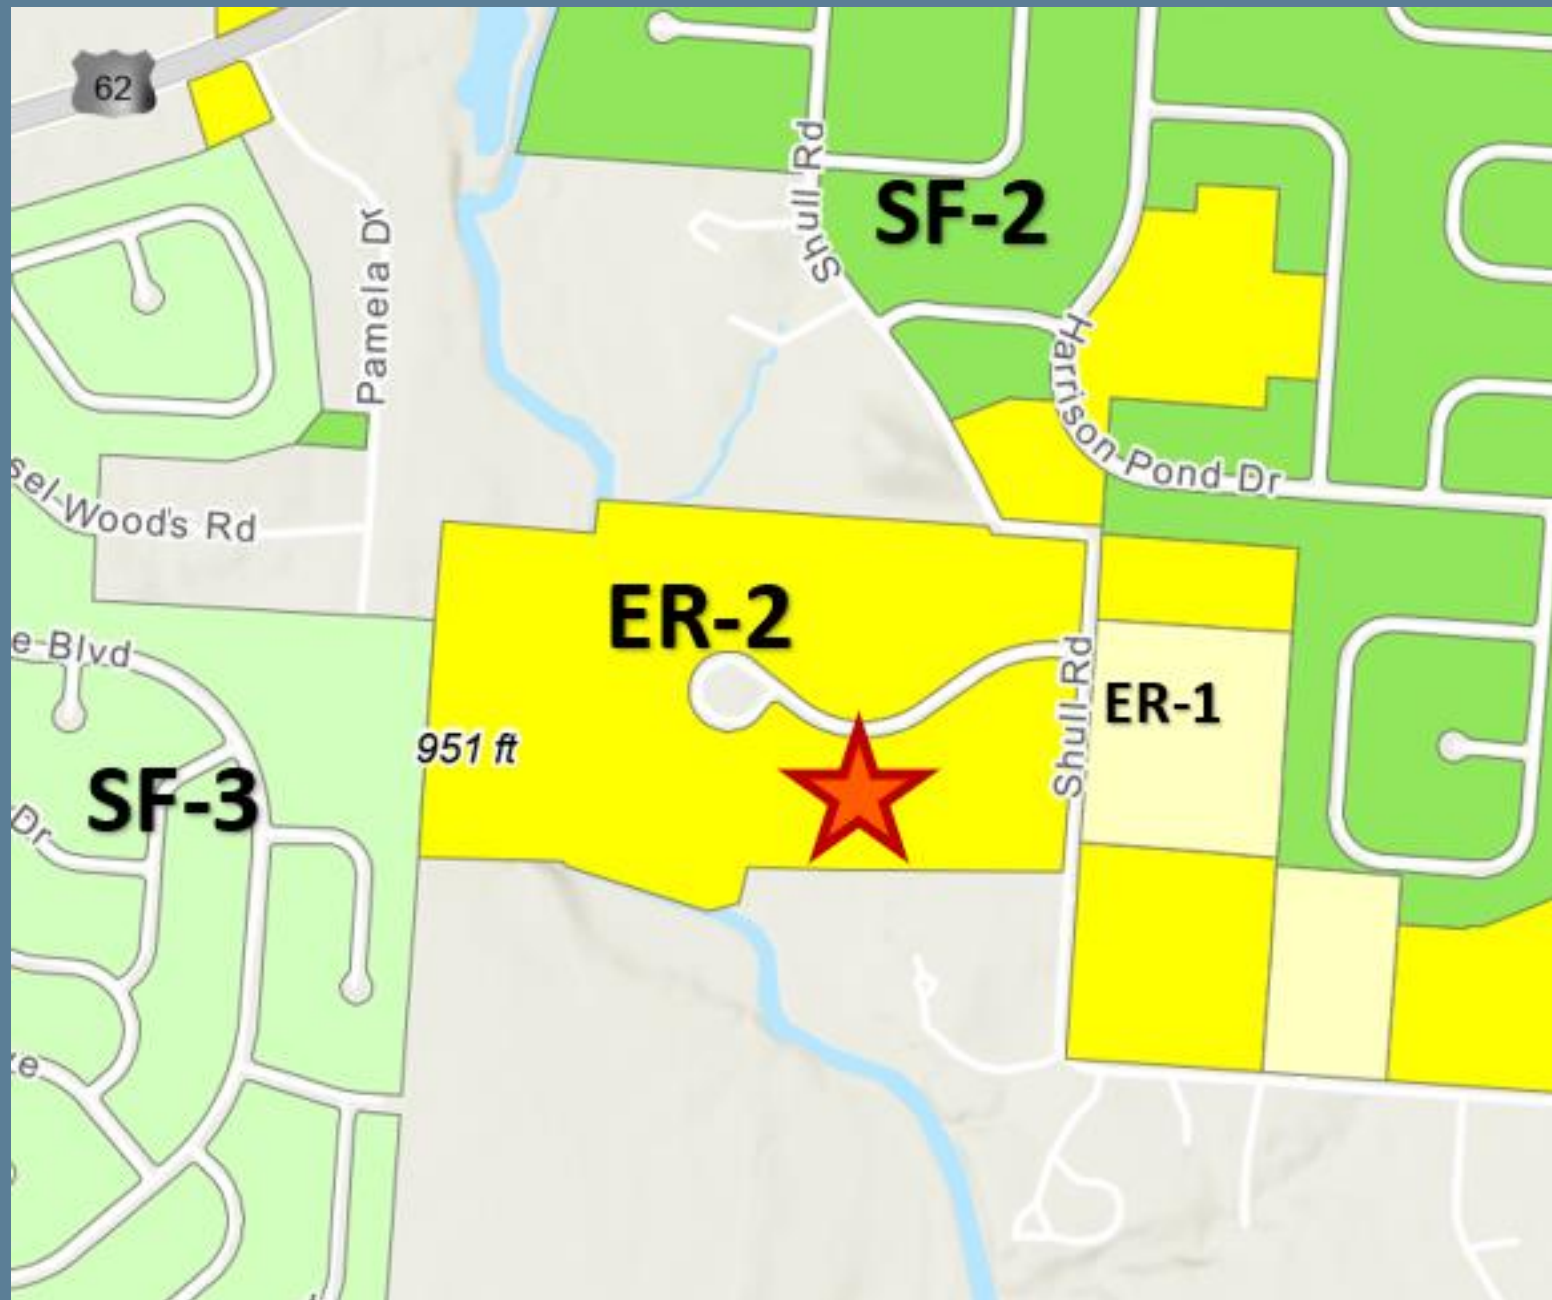 62
Shull Rd
SF-2
Pamela Dr
Harrison Pond Dr
sel-Woods Rd
ER-2
e-Blvd
Shull-Rd
ER-1
951 ft
SF-3
Dr